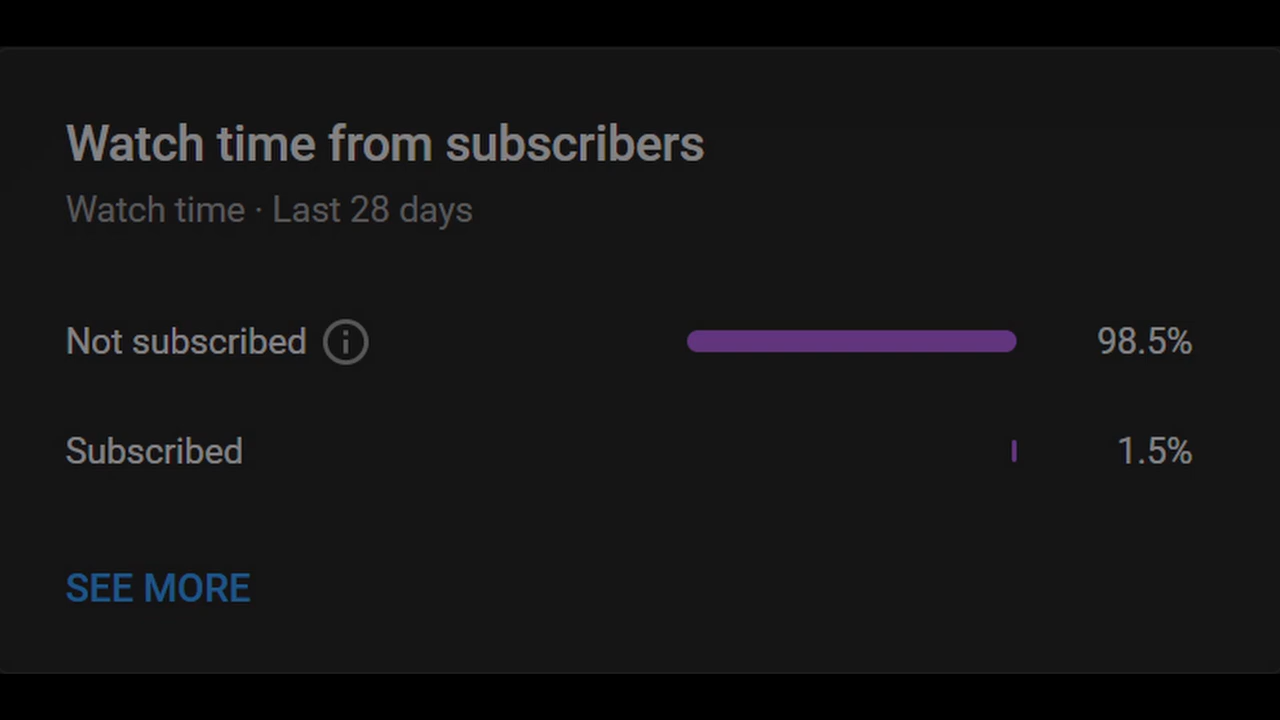 Watch time from subscribers
Watch time · Last 28 days
Not subscribed 98.5%
Subscribed 1.5%
SEE MORE